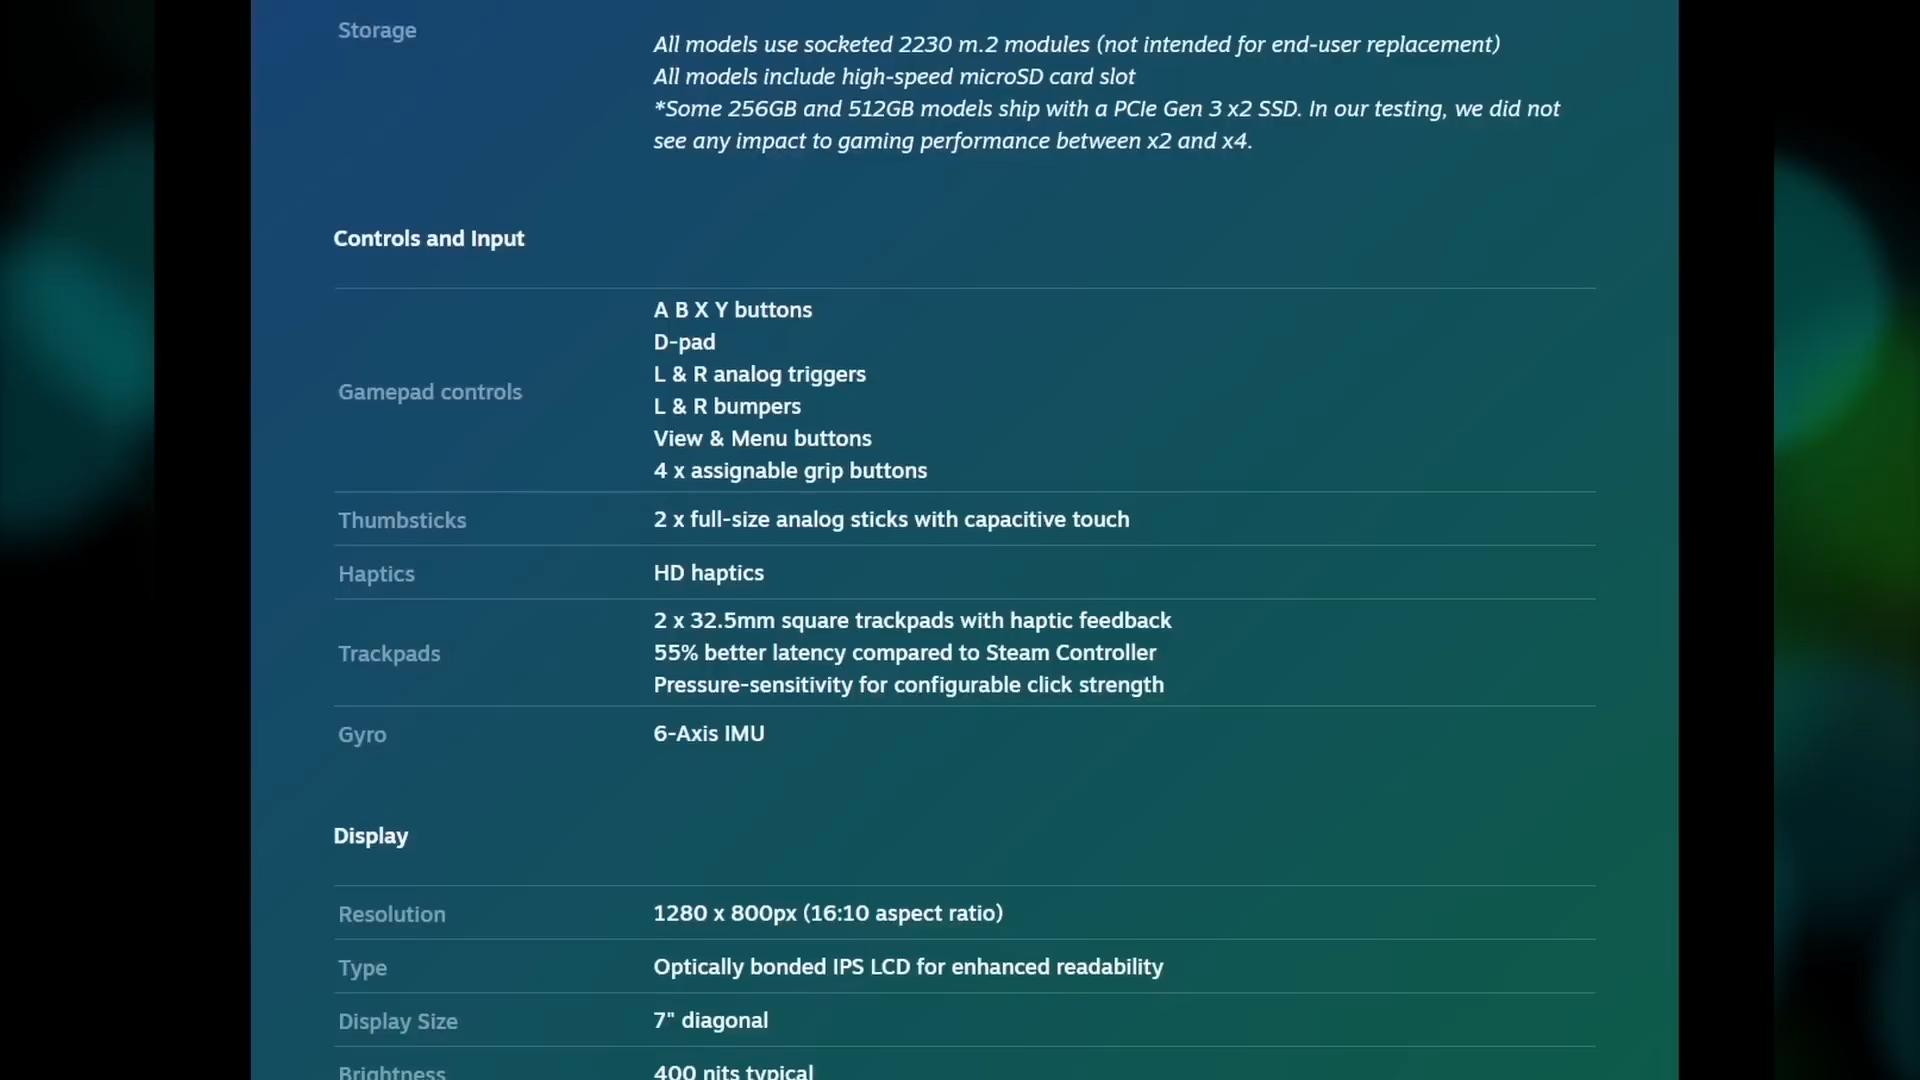 Storage
All models use socketed 2230 m.2 modules (not intended for end-user replacement)
All models include high-speed microSD card slot
*Some 256GB and 512GB models ship with a PCIe Gen 3 x2 SSD. In our testing, we did not
see any impact to gaming performance between x2 and x4.
Controls and Input
Gamepad controls
A B X Y buttons
D-pad
L & R analog triggers
L & R bumpers
View & Menu buttons
4 x assignable grip buttons
Thumbsticks
2 x full-size analog sticks with capacitive touch
Haptics
HD haptics
Trackpads
2 x 32.5mm square trackpads with haptic feedback
55% better latency compared to Steam Controller
Pressure-sensitivity for configurable click strength
Gyro
6-Axis IMU
Display
Resolution
1280 x 800px (16:10 aspect ratio)
Type
Optically bonded IPS LCD for enhanced readability
Display Size
7" diagonal
Brightness
400 nits typical